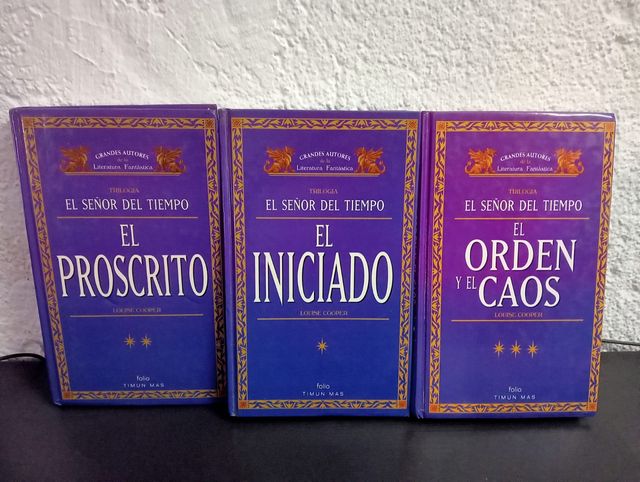 GRANDES AUTORES
de la
Literatura Fantástica
TRILOGIA
EL SEÑOR DEL TIEMPO
EL
PROSCRITO
LOUISE COOPER
folio
TIMUN MAS
GRANDES AUTORES
de la
Literatura Fantástica
TRILOGIA
EL SEÑOR DEL TIEMPO
EL
INICIADO
LOUISE COOPER
folio
TIMUN MAS
GRANDES AUTORES
de la
Literatura Fantástica
TRILOGIA
EL SEÑOR DEL TIEMPO
EL
ORDEN
Y EL CAOS
LOUISE COOPER
folio
TIMUN MAS